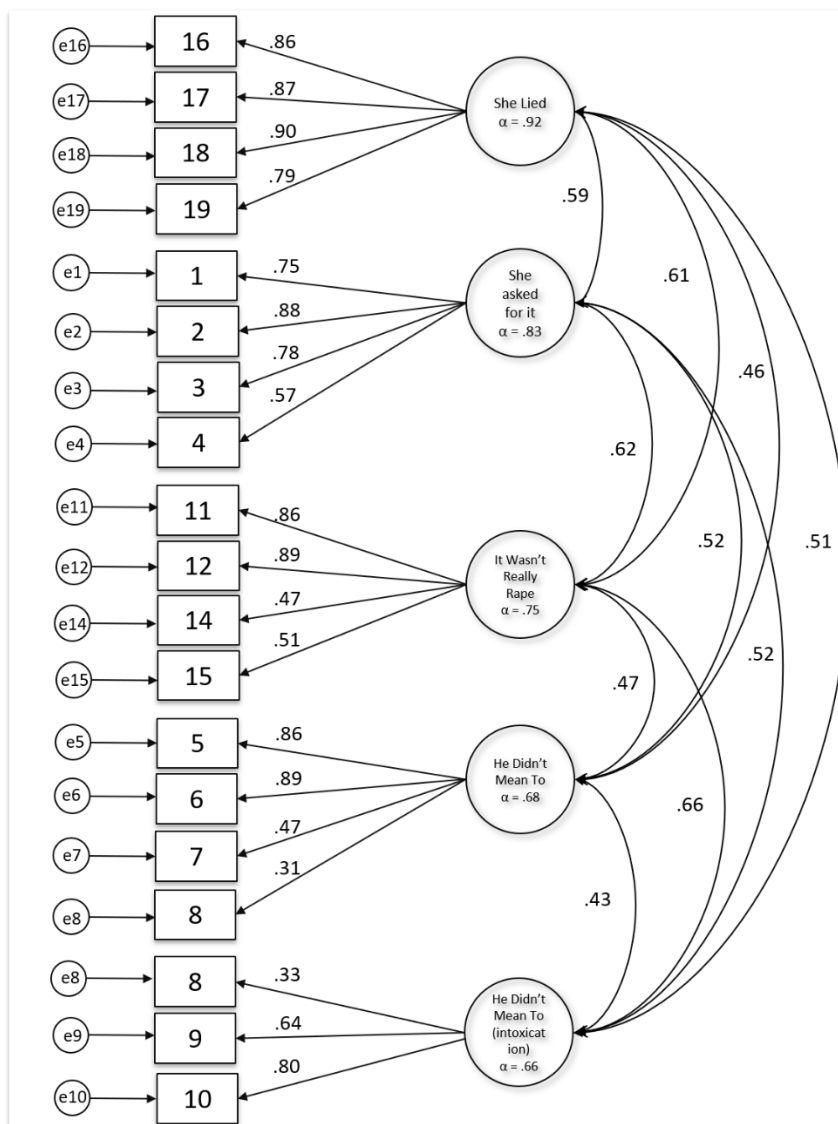 e16
16
.86
e17
17
.87
e18
18
.90
e19
19
.79
She Lied
α = .92
.59
e1
1
.75
e2
2
.88
e3
3
.78
e4
4
.57
She
asked
for it
α = .83
.61
.46
.62
e11
11
.86
e12
12
.89
e14
14
.47
e15
15
.51
It Wasn't
Really
Rape
α = .75
.52
.51
.52
.47
e5
5
.86
e6
6
.89
e7
7
.47
e8
8
.31
He Didn't
Mean To
α = .68
.66
.43
e8
8
.33
e9
9
.64
e10
10
.80
He Didn't
Mean To
(intoxicat
ion)
α = .66